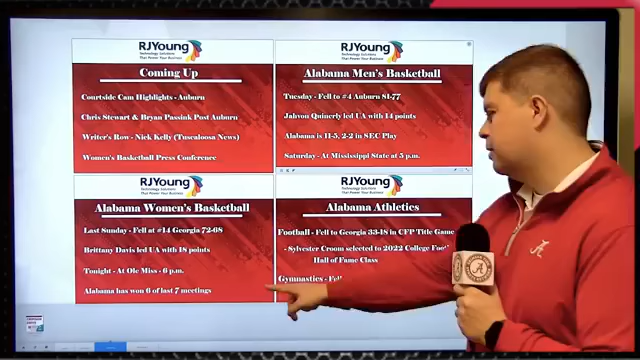 RJYoung
Technology Solutions
That Power Your Business
Coming Up
Courtside Cam Highlights - Auburn
Chris Stewart & Bryan Passink Post Auburn
Writer's Row - Nick Kelly (Tuscaloosa News)
Women's Basketball Press Conference
RJYoung
Technology Solutions
That Power Your Business
Alabama Men's Basketball
Tuesday - Fell to #4 Auburn 81-77
Jahvon Quinerly led UA with 14 points
Alabama is 11-5, 2-2 in SEC Play
Saturday - At Mississippi State at 5 p.m.
RJYoung
Technology Solutions
That Power Your Business
Alabama Women's Basketball
Last Sunday - Fell at #14 Georgia 72-68
Brittany Davis led UA with 18 points
Tonight - At Ole Miss - 6 p.m.
Alabama has won 6 of last 7 meetings
RJYoung
Technology Solutions
That Power Your Business
Alabama Athletics
Football - Fell to Georgia 33-18 in CFP Title Game
- Sylvester Croom selected to 2022 College Foot
Hall of Fame Class
Gymnastics - Fell
A